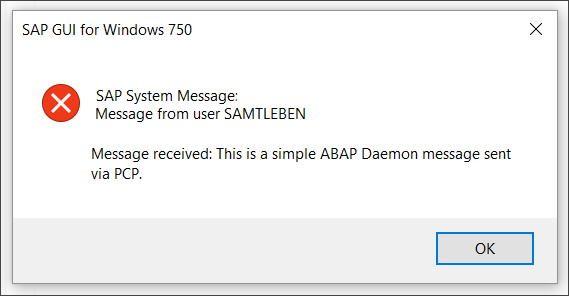 SAP GUI for Windows 750
SAP System Message:
Message from user SAMTLEBEN
Message received: This is a simple ABAP Daemon message sent
via PCP.
OK